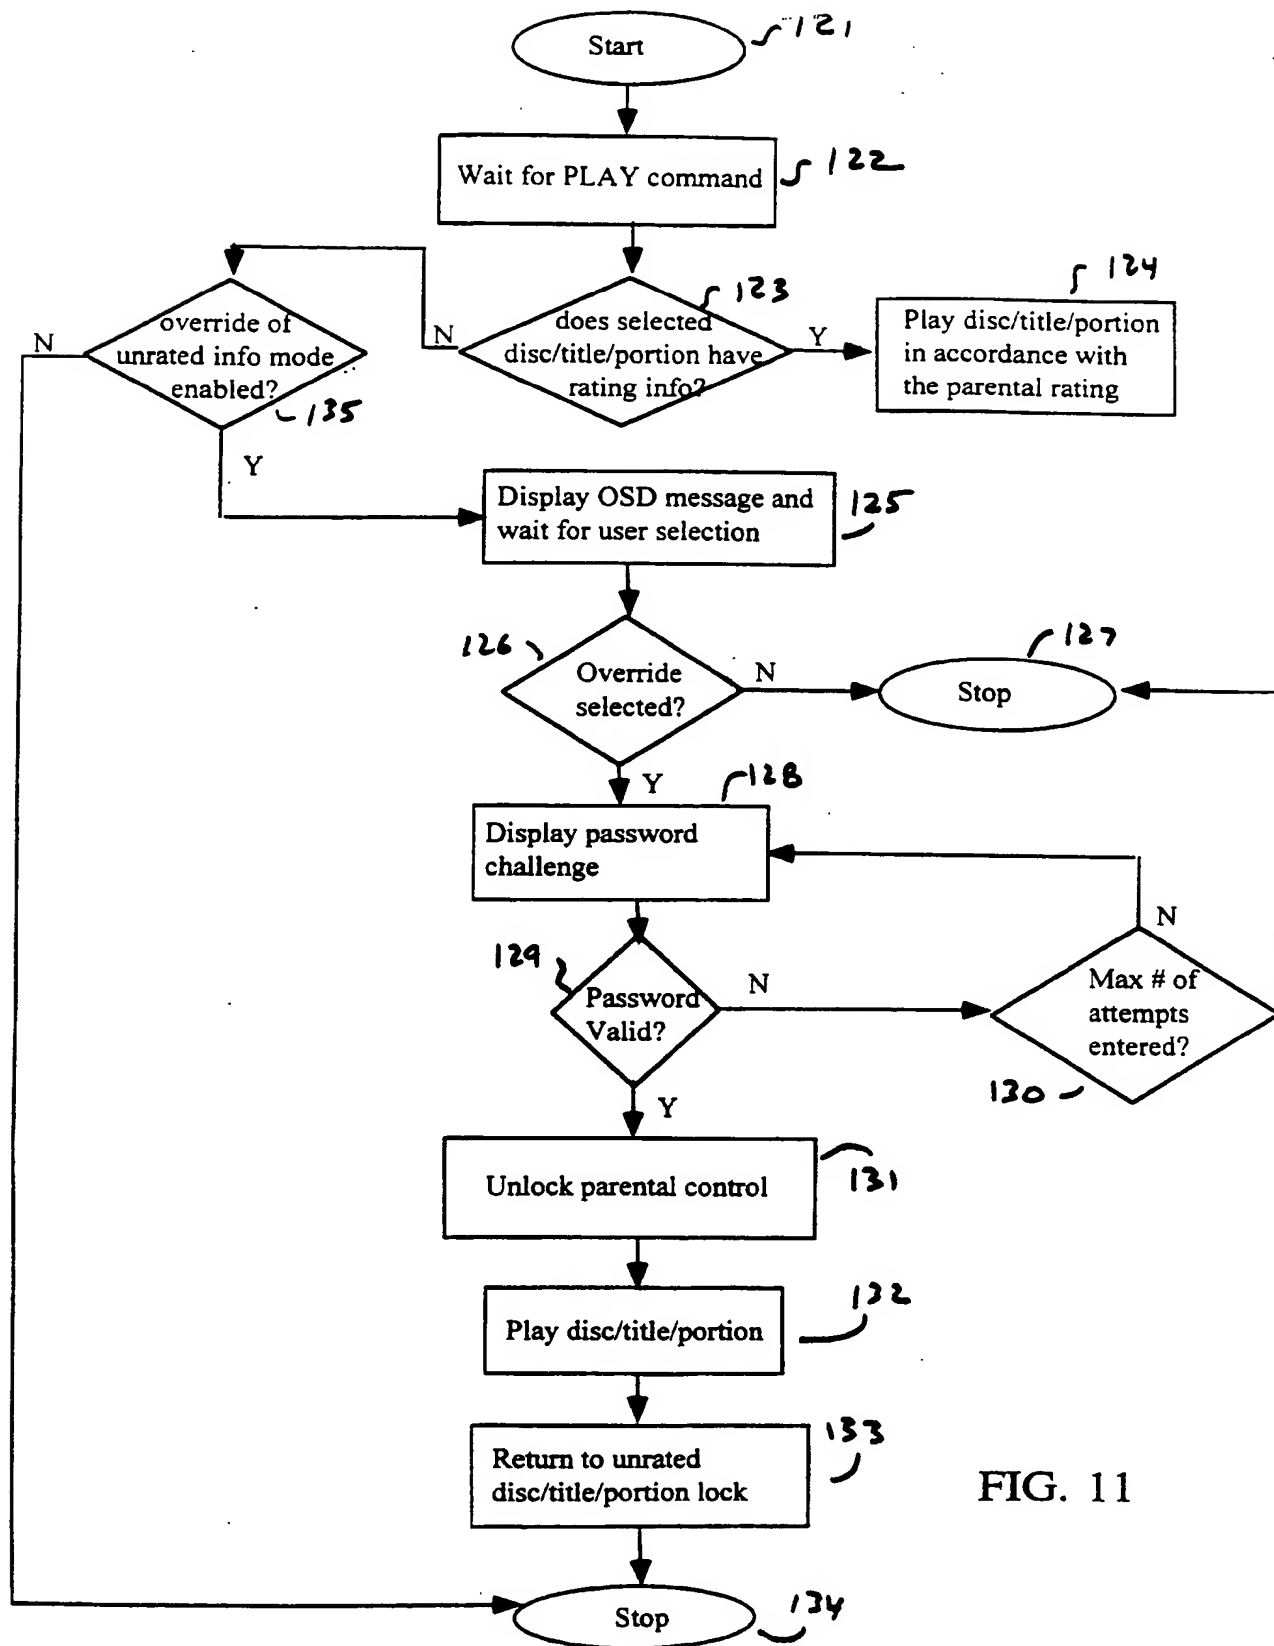 Start
121
Wait for PLAY command
122
override of
unrated info mode
enabled?
135
N
Y
does selected
disc/title/portion have
rating info?
123
N
Y
Play disc/title/portion
in accordance with
the parental rating
124
Display OSD message and
wait for user selection
125
126
Override
selected?
N
Y
Stop
127
128
Display password
challenge
129
Password
Valid?
N
Y
Max # of
attempts
entered?
N
130
Unlock parental control
131
Play disc/title/portion
132
Return to unrated
disc/title/portion lock
133
FIG. 11
Stop
134